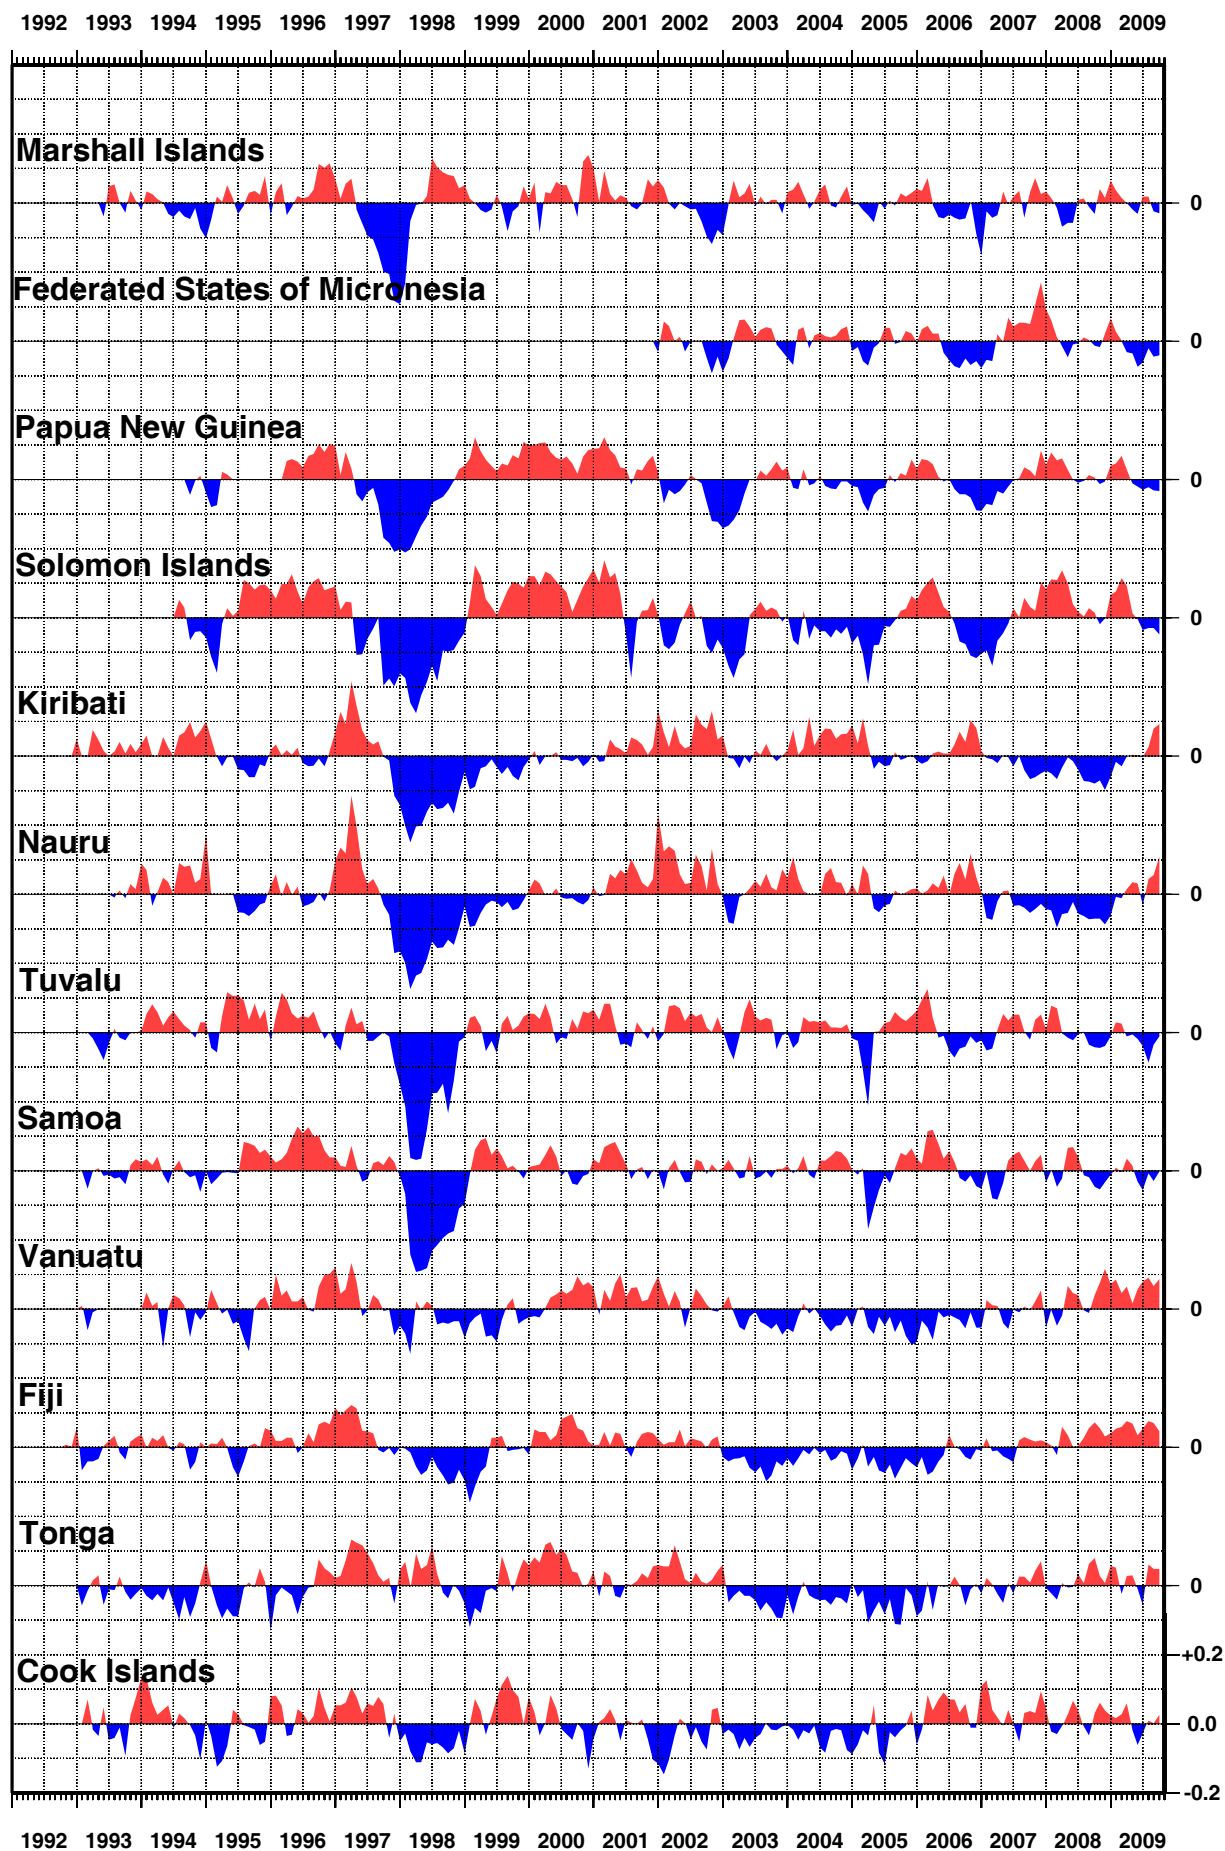 1992 1993 1994 1995 1996 1997 1998 1999 2000 2001 2002 2003 2004 2005 2006 2007 2008 2009
Marshall Islands
0
Federated States of Micronesia
0
Papua New Guinea
0
Solomon Islands
0
Kiribati
0
Nauru
0
Tuvalu
0
Samoa
0
Vanuatu
0
Fiji
0
Tonga
0
+0.2
Cook Islands
0.0
-0.2
1992 1993 1994 1995 1996 1997 1998 1999 2000 2001 2002 2003 2004 2005 2006 2007 2008 2009